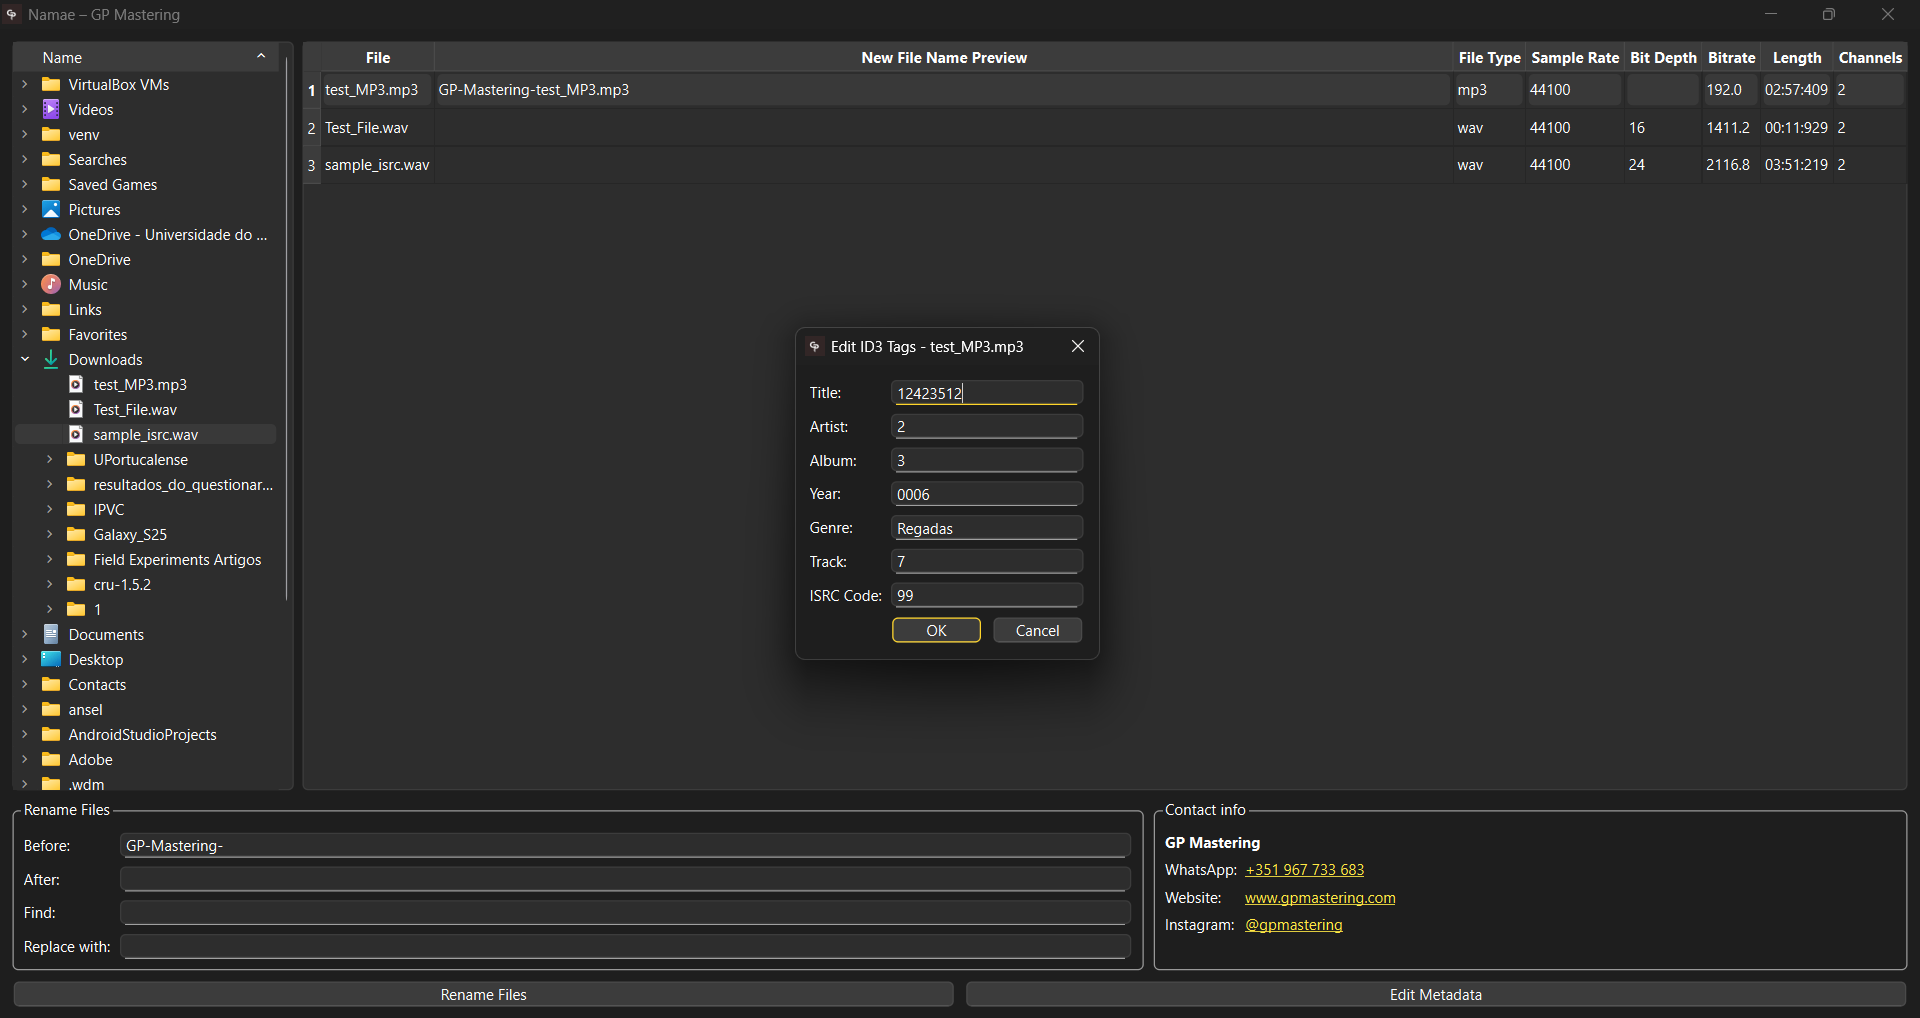 Namae – GP Mastering
Name
VirtualBox VMs
Videos
venv
Searches
Saved Games
Pictures
OneDrive - Universidade do ...
OneDrive
Music
Links
Favorites
Downloads
test_MP3.mp3
Test_File.wav
sample_isrc.wav
UPortucalense
resultados_do_questionar...
IPVC
Galaxy_S25
Field Experiments Artigos
cru-1.5.2
1
Documents
Desktop
Contacts
ansel
AndroidStudioProjects
Adobe
.wdm
File New File Name Preview File Type Sample Rate Bit Depth Bitrate Length Channels
1 test_MP3.mp3 GP-Mastering-test_MP3.mp3 mp3 44100 192.0 02:57:409 2
2 Test_File.wav wav 44100 16 1411.2 00:11:929 2
3 sample_isrc.wav wav 44100 24 2116.8 03:51:219 2
Edit ID3 Tags - test_MP3.mp3
Title: 12423512
Artist: 2
Album: 3
Year: 0006
Genre: Regadas
Track: 7
ISRC Code: 99
OK Cancel
Rename Files
Before: GP-Mastering-
After:
Find:
Replace with:
Contact info
GP Mastering
WhatsApp: +351 967 733 683
Website: www.gpmastering.com
Instagram: @gpmastering
Rename Files Edit Metadata